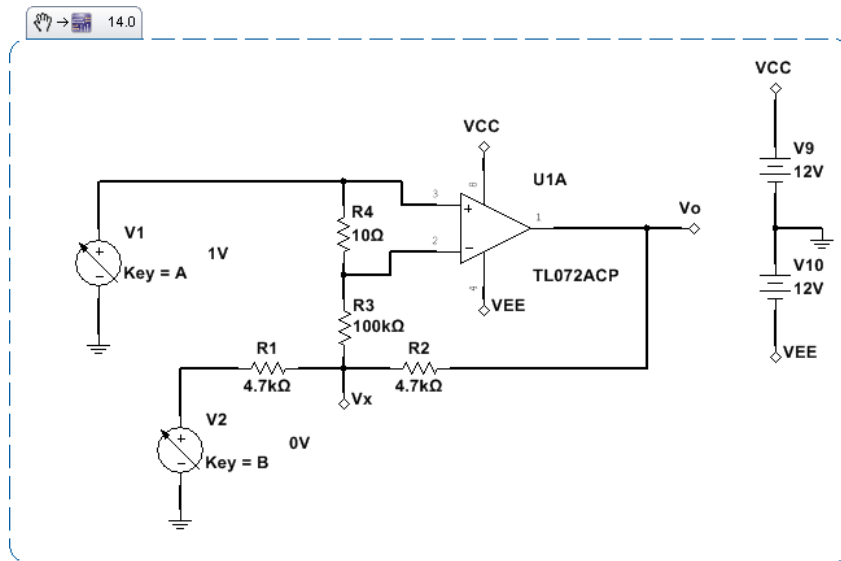 14.0
VCC
VCC
V9
12V
8
U1A
3
R4
10Ω
1
Vo
V1
1V
Key = A
2
V10
12V
TL072ACP
4
VEE
R3
100kΩ
VEE
R1
4.7kΩ
R2
4.7kΩ
Vx
V2
0V
Key = B
+
−
+
−
+
−